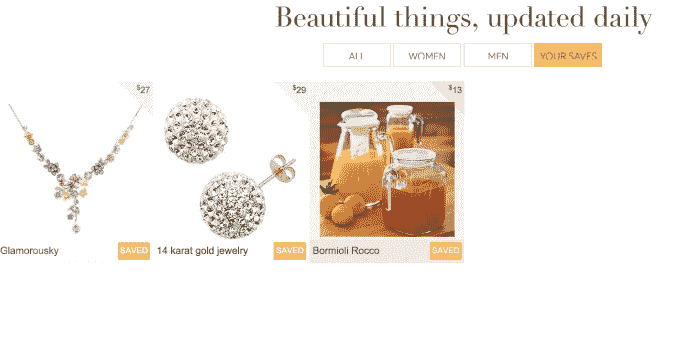 Beautiful things, updated daily
ALL WOMEN MEN YOUR SAVES
$27 $29 $13
Glamorousky SAVED 14 karat gold jewelry SAVED Bormioli Rocco SAVED